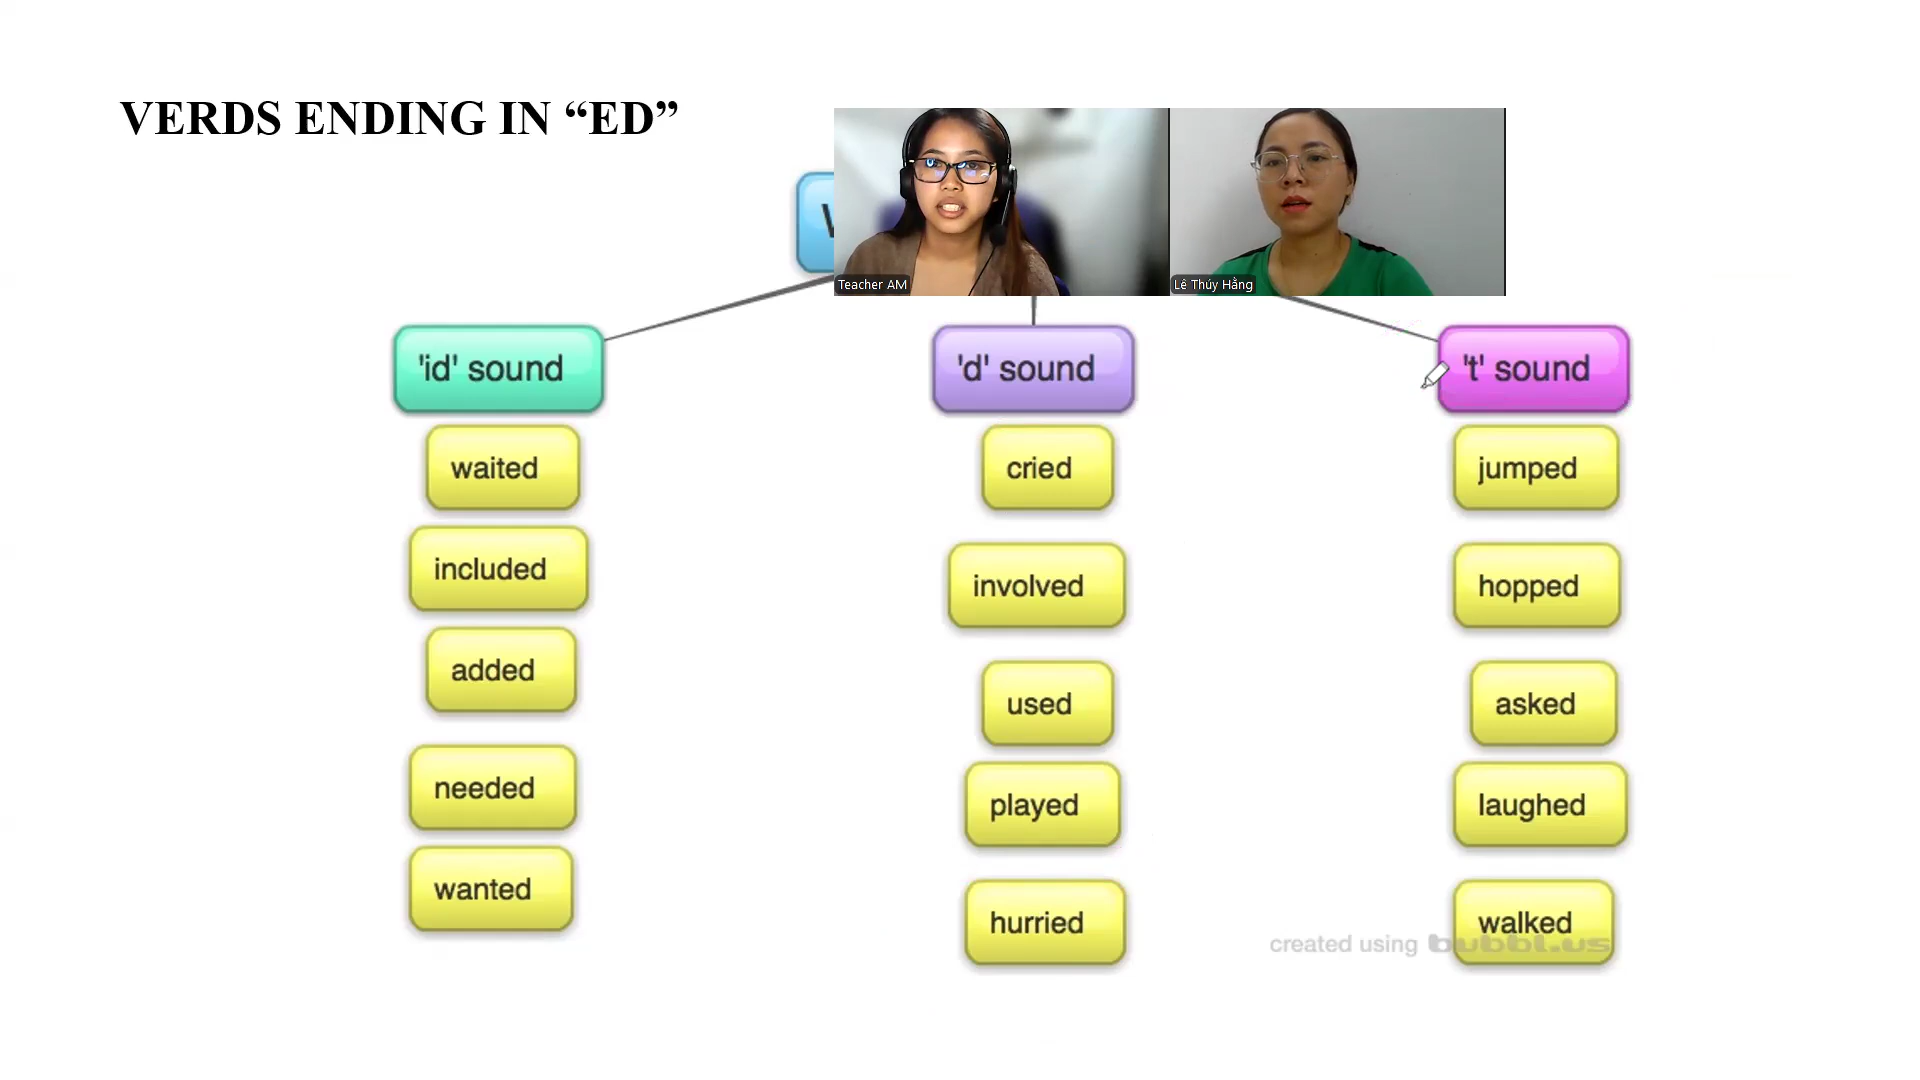 VERDS ENDING IN “ED”
Teacher AM
Lê Thúy Hằng
'id' sound
'd' sound
't' sound
waited
cried
jumped
included
involved
hopped
added
used
asked
needed
played
laughed
wanted
hurried
walked
created using bubbl.us